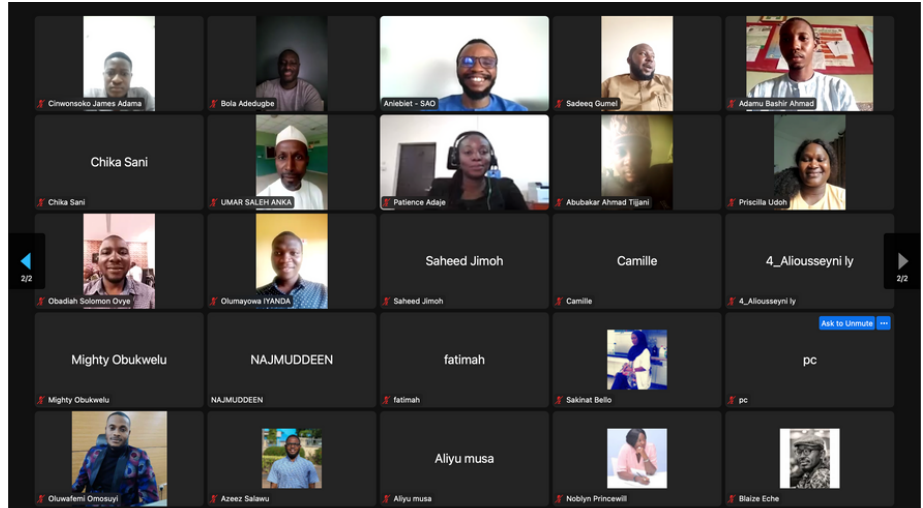 Cinwonsoko James Adama
Bola Adedugbe
Aniebiet - SAO
Sadeeq Gumel
Adamu Bashir Ahmad
Chika Sani
Chika Sani
UMAR SALEH ANKA
Patience Adaje
Abubakar Ahmad Tijjani
Priscilla Udoh
Obadiah Solomon Ovye
Olumayowa IYANDA
Saheed Jimoh
Saheed Jimoh
Camille
Camille
4_Aliousseyni ly
4_Aliousseyni ly
2/2
2/2
Mighty Obukwelu
Mighty Obukwelu
NAJMUDDEEN
NAJMUDDEEN
fatimah
fatimah
Sakinat Bello
Ask to Unmute
pc
pc
Oluwafemi Omosuyi
Azeez Salawu
Aliyu musa
Aliyu musa
Noblyn Princewill
Blaize Eche